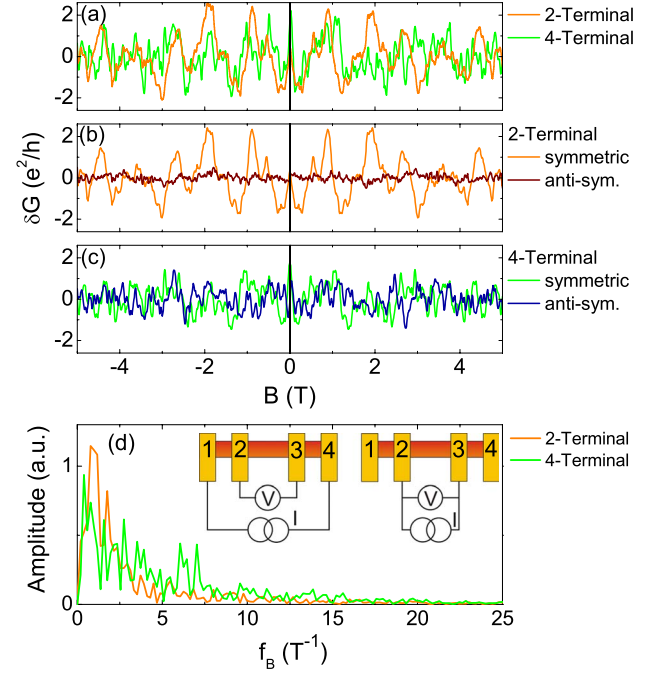 (a)
2
0
-2
2-Terminal
4-Terminal
(b)
2
0
-2
2-Terminal
symmetric
anti-sym.
δG (e²/h)
(c)
2
0
-2
4-Terminal
symmetric
anti-sym.
-4 -2 0 2 4
B (T)
(d)
1
0
Amplitude (a.u.)
1 2 3 4
V
I
1 2 3 4
V
I
2-Terminal
4-Terminal
0 5 10 15 20 25
f_B (T⁻¹)